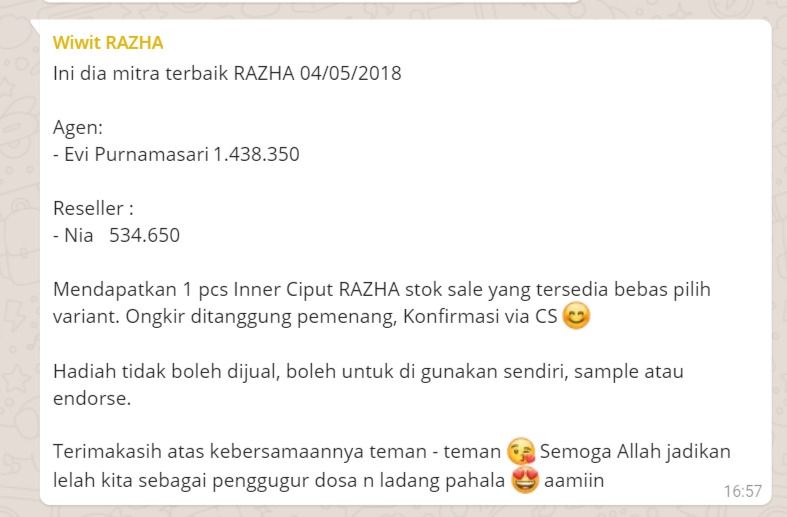 Wiwit RAZHA
Ini dia mitra terbaik RAZHA 04/05/2018
Agen:
- Evi Purnamasari 1.438.350
Reseller :
- Nia 534.650
Mendapatkan 1 pcs Inner Ciput RAZHA stok sale yang tersedia bebas pilih
variant. Ongkir ditanggung pemenang, Konfirmasi via CS 😊
Hadiah tidak boleh dijual, boleh untuk di gunakan sendiri, sample atau
endorse.
Terimakasih atas kebersamaannya teman - teman 😘 Semoga Allah jadikan
lelah kita sebagai penggugur dosa n ladang pahala 😍 aamiin
16:57